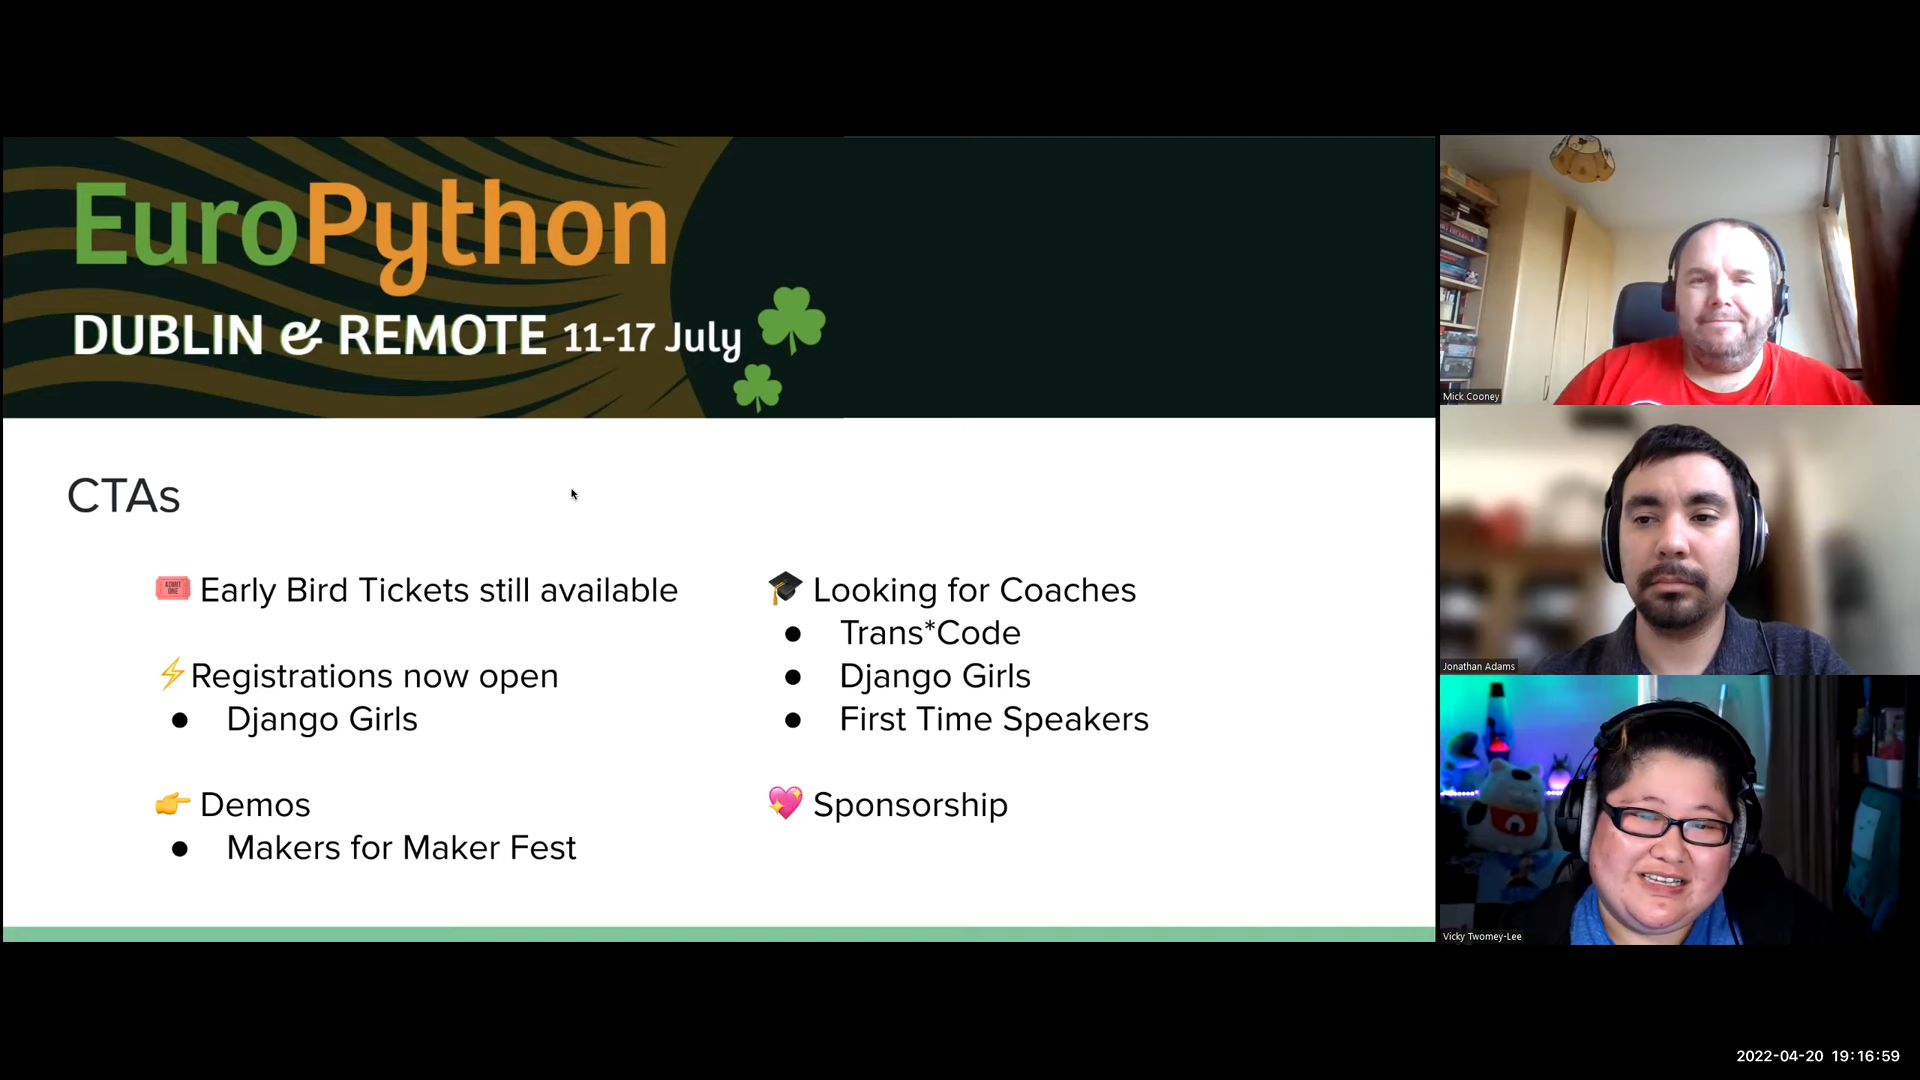 EuroPython
DUBLIN & REMOTE 11-17 July
CTAs
ADMIT ONE
Early Bird Tickets still available
Registrations now open
Django Girls
Demos
Makers for Maker Fest
Looking for Coaches
Trans*Code
Django Girls
First Time Speakers
Sponsorship
Mick Cooney
Jonathan Adams
Vicky Twomey-Lee
2022-04-20 19:16:59